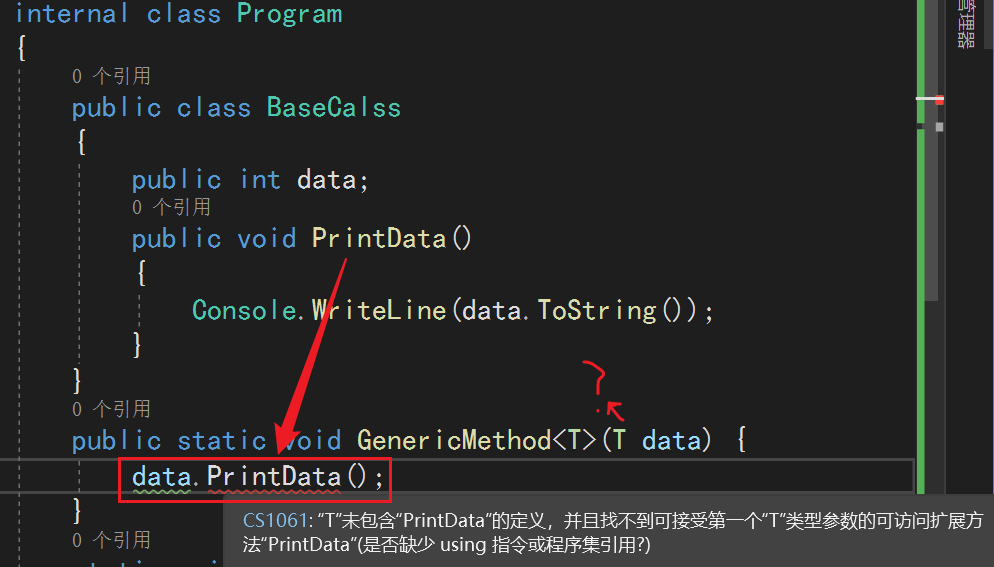 internal class Program
{
0 个引用
public class BaseCalss
{
public int data;
0 个引用
public void PrintData()
{
Console.WriteLine(data.ToString());
}
}
0 个引用
public static void GenericMethod<T>(T data) {
data.PrintData();
}
0 个引用
CS1061: “T”未包含“PrintData”的定义，并且找不到可接受第一个“T”类型参数的可访问扩展方
法“PrintData”(是否缺少 using 指令或程序集引用?)
?
管理器